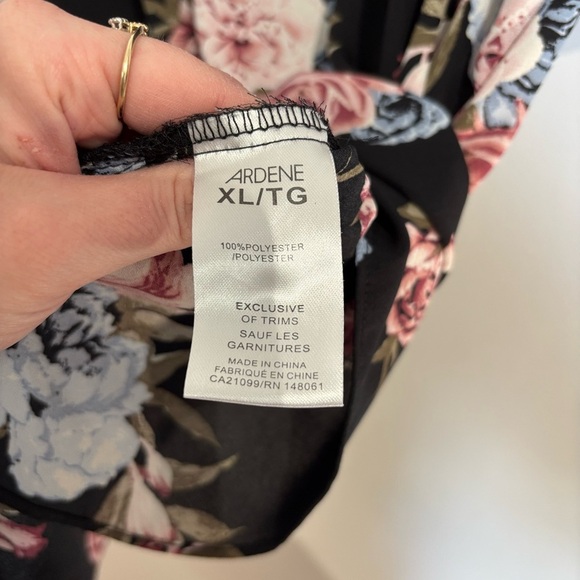 ARDENE
XL/TG
100%POLYESTER
/POLYESTER
EXCLUSIVE
OF TRIMS
SAUF LES
GARNITURES
MADE IN CHINA
FABRIQUÉ EN CHINE
CA21099/RN 148061